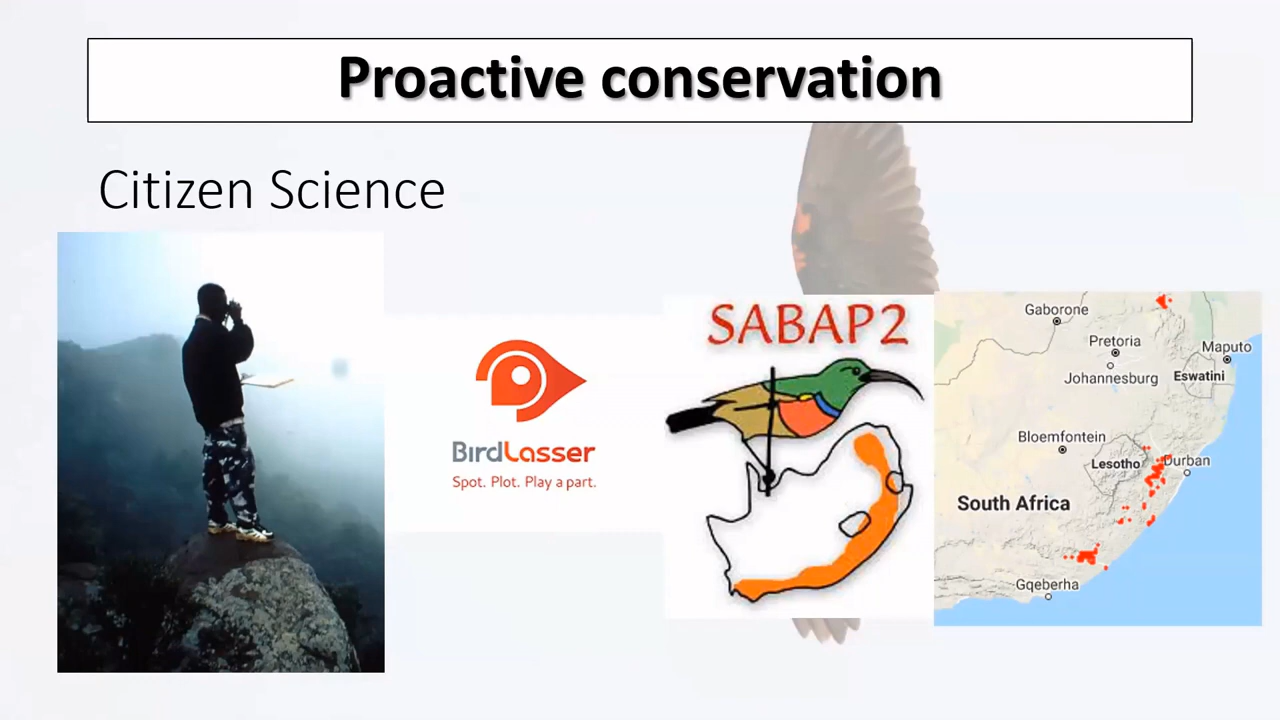 Proactive conservation
Citizen Science
BirdLasser
Spot. Plot. Play a part.
SABAP2
Gaborone
Pretoria
Maputo
Johannesburg
Eswatini
Bloemfontein
Lesotho
Durban
South Africa
Gqeberha